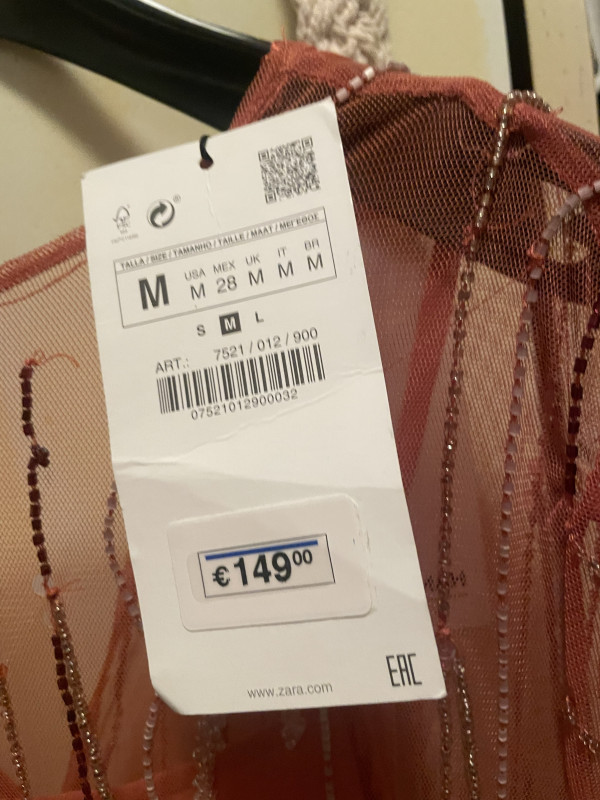 TALLA / SIZE / TAMANHO / TAILLE / MAAT / ΜΕΓΕΘΟΣ
M
USA MEX UK IT BR
M 28 M M M
S M L
ART.: 7521 / 012 / 900
07521012900032
€149⁰⁰
EAC
www.zara.com